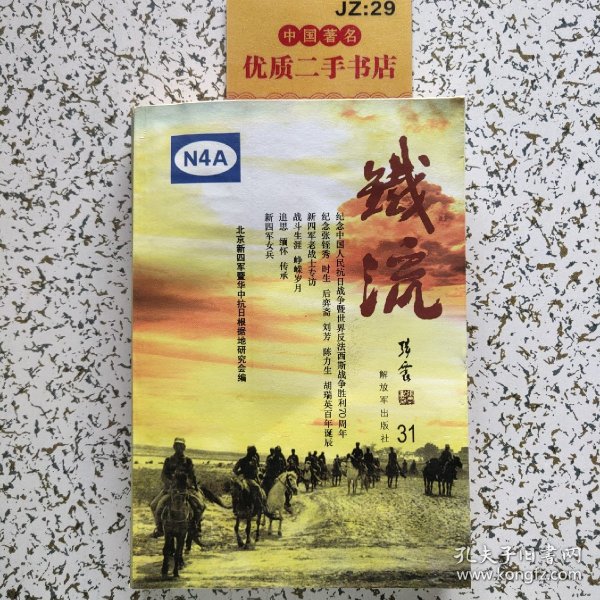 JZ:29
中国著名
优质二手书店
N4A
鐵流
纪念中国人民抗日战争暨世界反法西斯战争胜利70周年
纪念张铚秀 时生 后奕斋 刘芳 陈力生 胡瑞英百年诞辰
新四军老战士专访
战斗生涯 峥嵘岁月
追思 缅怀 传承
新四军女兵
北京新四军暨华中抗日根据地研究会编
解放军出版社
31
孔夫子旧书网
www.kongfz.com